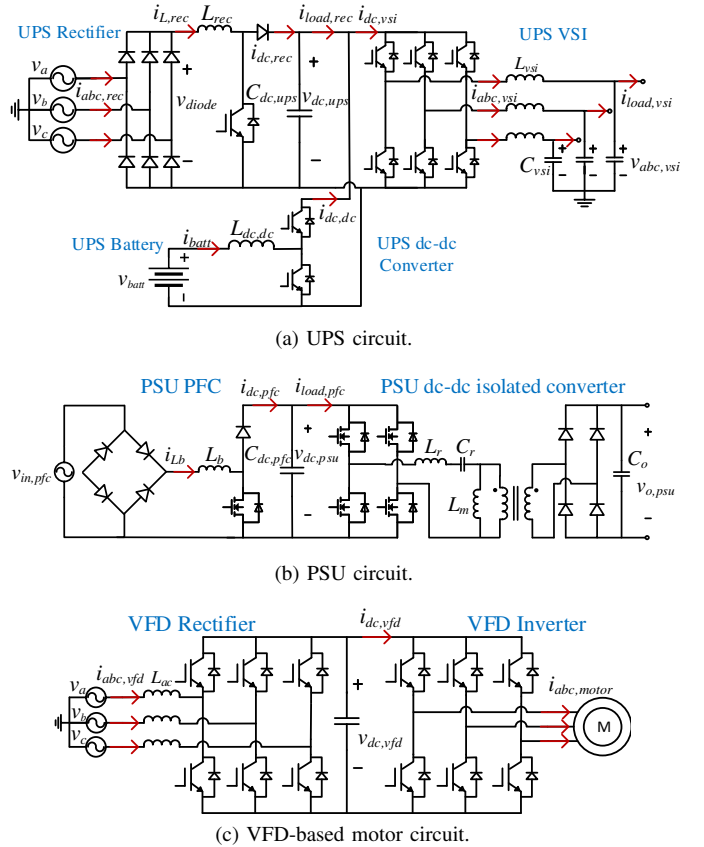 i_{L,rec} L_{rec} i_{load,rec} i_{dc,vsi}
UPS Rectifier UPS VSI
i_{dc,rec}
v_a L_{vsi}
i_{abc,rec} v_{diode} C_{dc,ups} v_{dc,ups} i_{abc,vsi} i_{load,vsi}
v_b
v_c
C_{vsi} v_{abc,vsi}
i_{dc,dc}
UPS Battery i_{batt} L_{dc,dc} UPS dc-dc
Converter
v_{batt}
(a) UPS circuit.
PSU PFC i_{dc,pfc} i_{load,pfc} PSU dc-dc isolated converter
v_{in,pfc} i_{Lb} L_b C_{dc,pfc} v_{dc,psu} L_r C_r C_o
L_m v_{o,psu}
(b) PSU circuit.
VFD Rectifier i_{dc,vfd} VFD Inverter
i_{abc,vfd} L_{ac} i_{abc,motor}
v_a
v_b M
v_c v_{dc,vfd}
(c) VFD-based motor circuit.